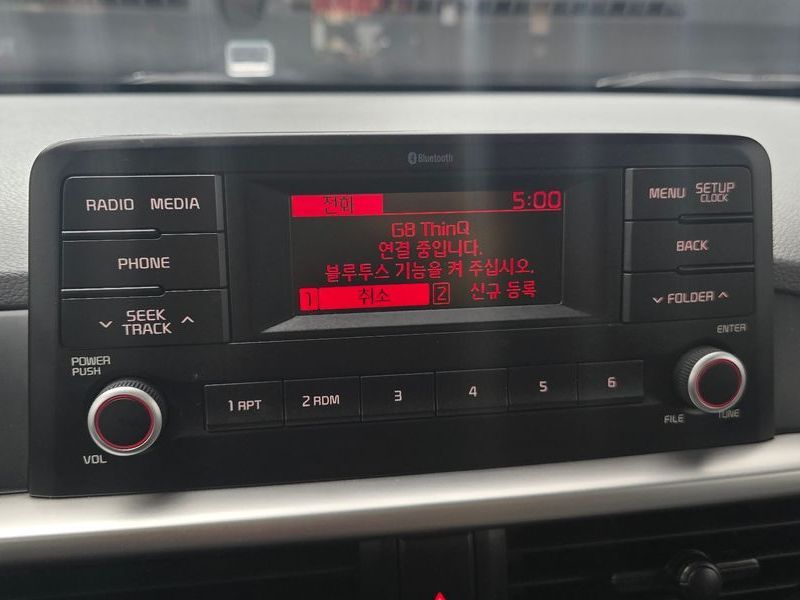 Bluetooth
RADIO MEDIA
PHONE
SEEK
TRACK
POWER
PUSH
VOL
전화 5:00
G8 ThinQ
연결 중입니다.
블루투스 기능을 켜 주십시오.
1 취소 2 신규 등록
MENU SETUP
CLOCK
BACK
FOLDER
ENTER
FILE TUNE
1 RPT 2 RDM 3 4 5 6